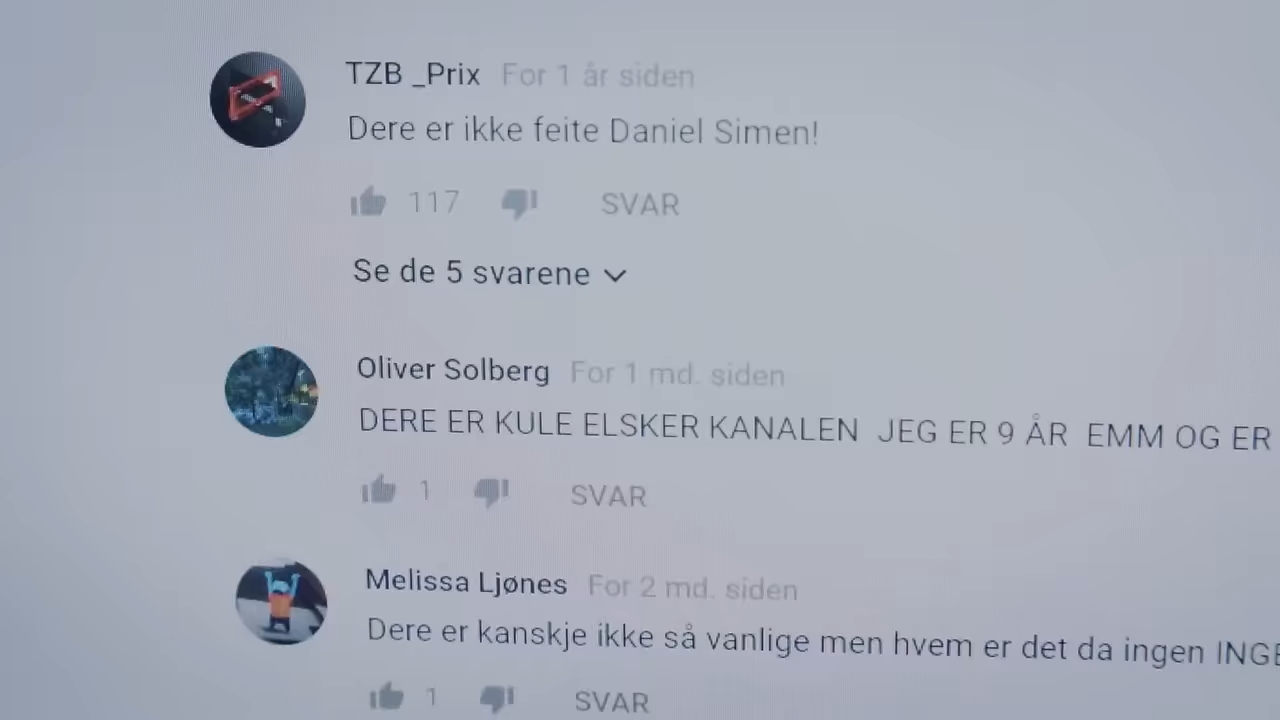 TZB _Prix For 1 år siden
Dere er ikke feite Daniel Simen!
117 SVAR
Se de 5 svarene
Oliver Solberg For 1 md. siden
DERE ER KULE ELSKER KANALEN JEG ER 9 ÅR EMM OG ER
1 SVAR
Melissa Ljønes For 2 md. siden
Dere er kanskje ikke så vanlige men hvem er det da ingen
1 SVAR